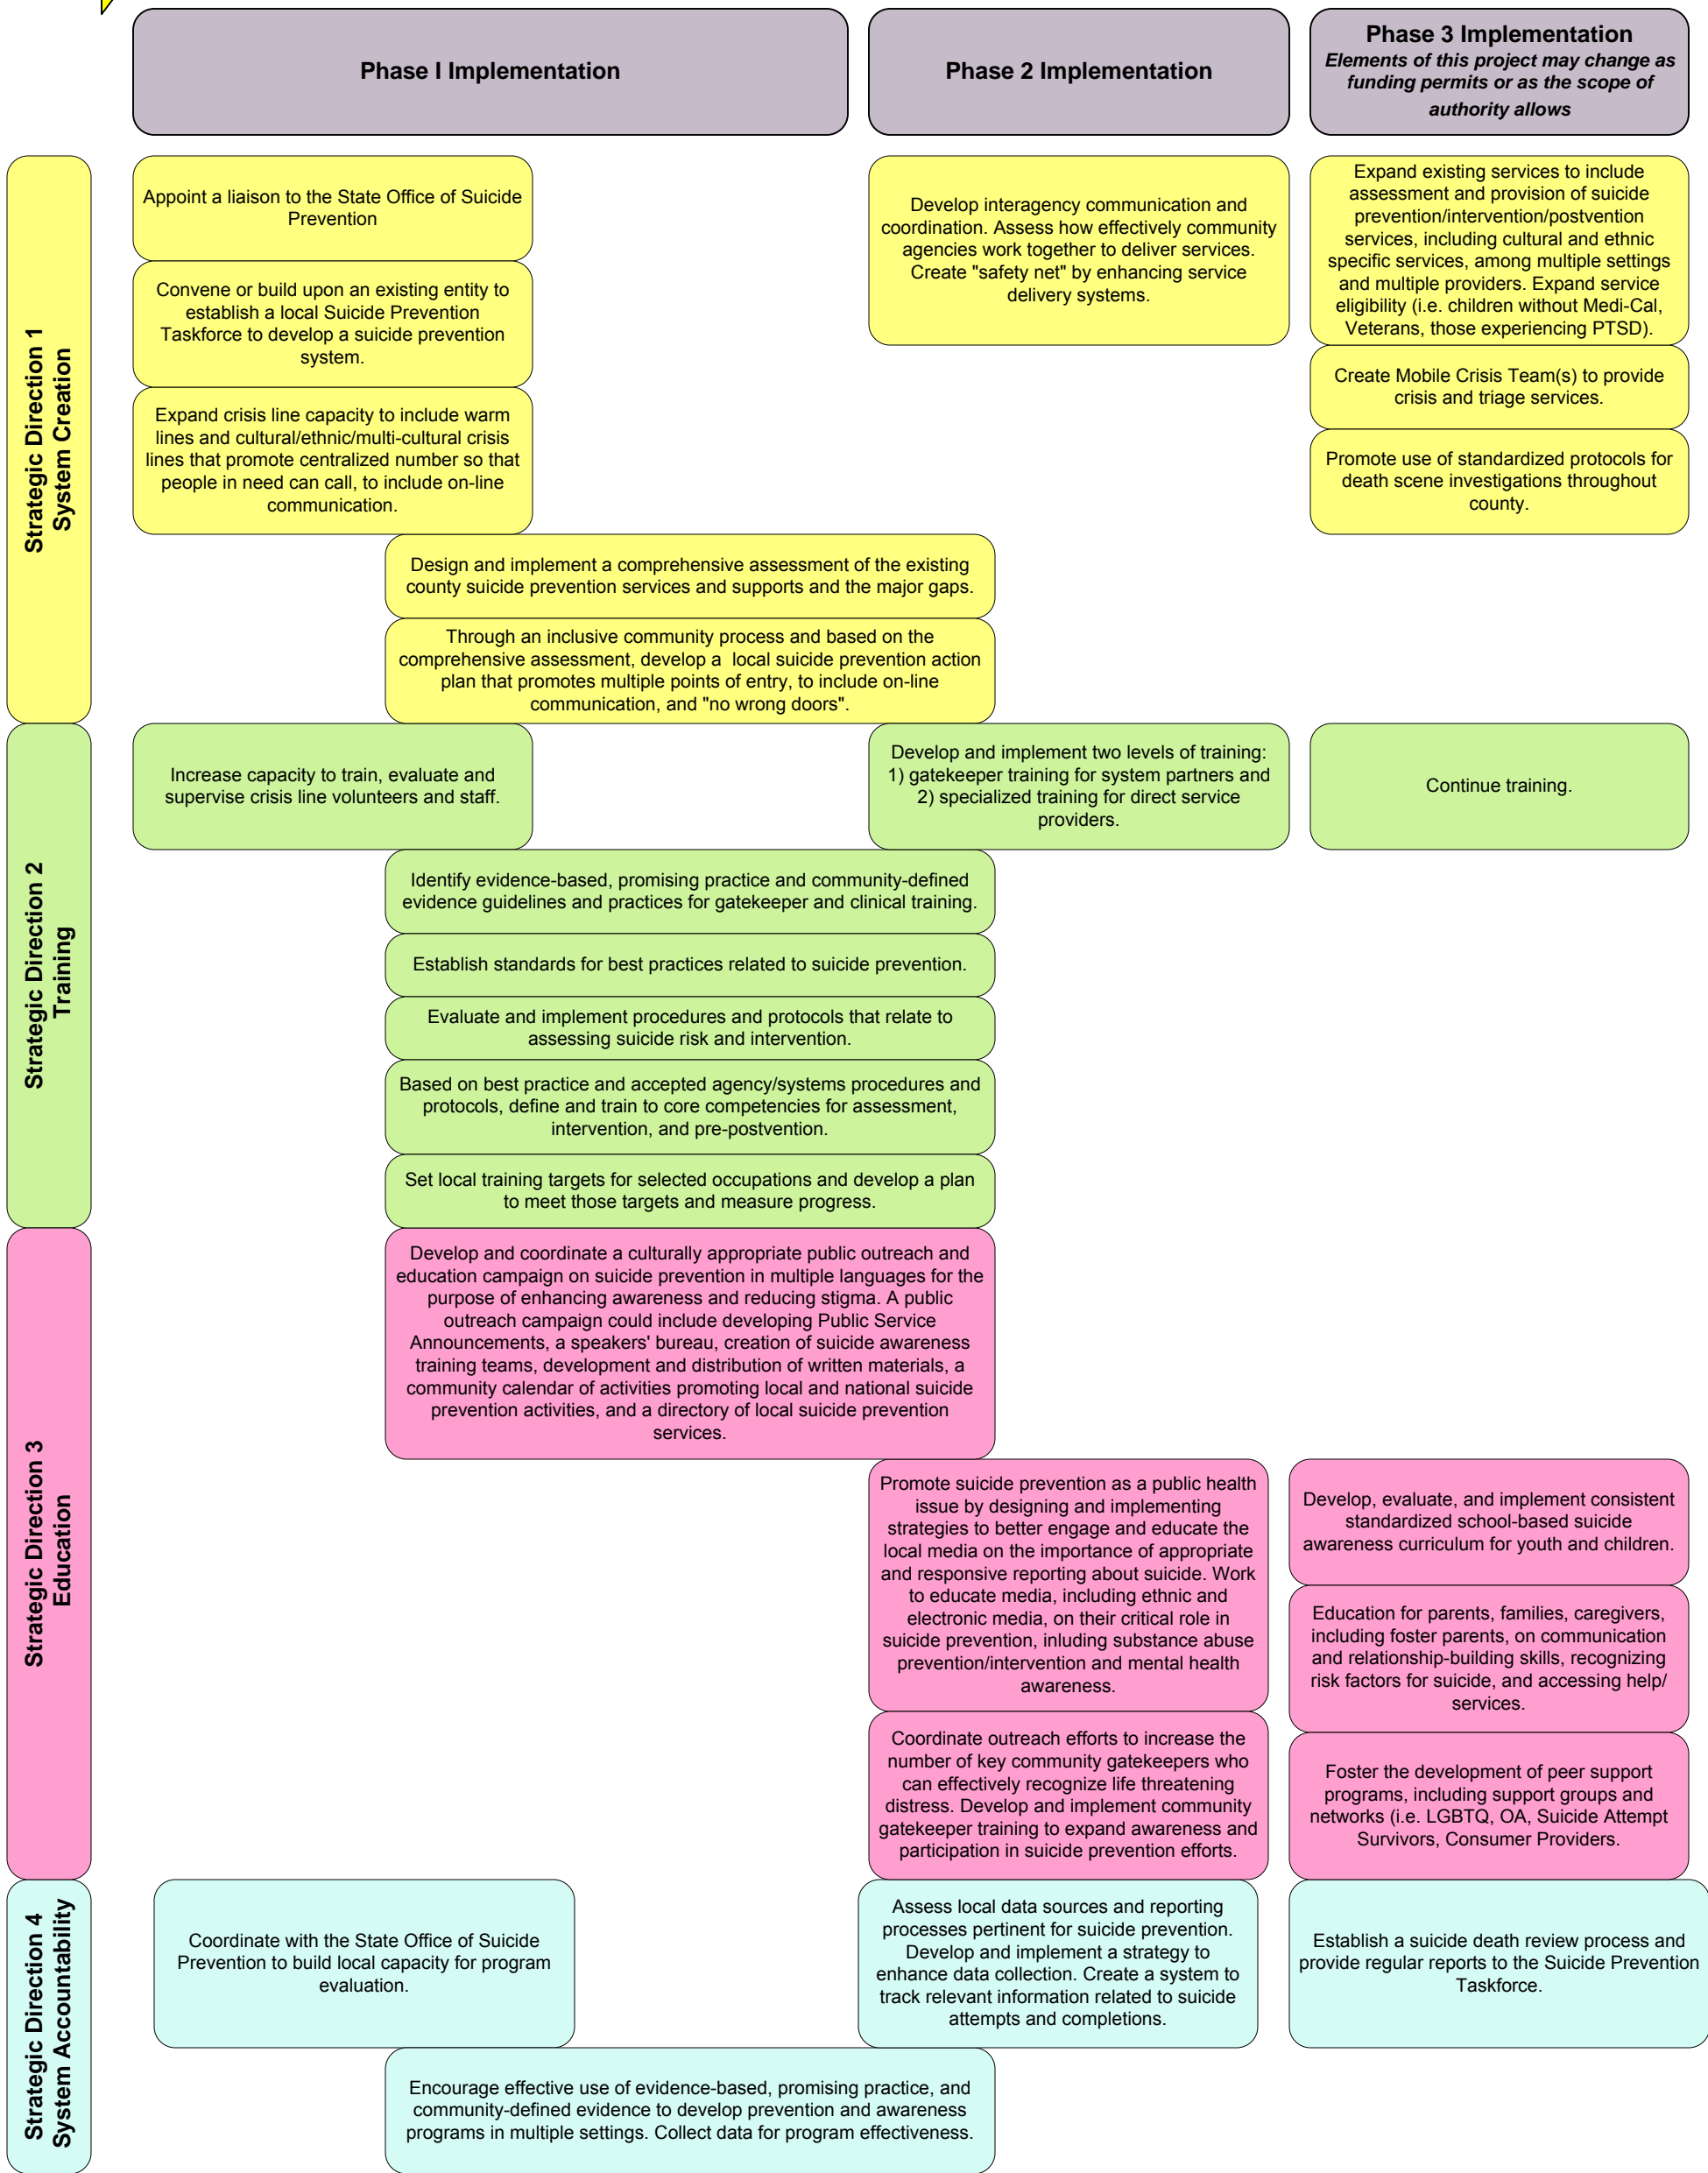 Phase I Implementation
Phase 2 Implementation
Phase 3 Implementation
Elements of this project may change as
funding permits or as the scope of
authority allows
Strategic Direction 1
System Creation
Appoint a liaison to the State Office of Suicide
Prevention
Convene or build upon an existing entity to
establish a local Suicide Prevention
Taskforce to develop a suicide prevention
system.
Expand crisis line capacity to include warm
lines and cultural/ethnic/multi-cultural crisis
lines that promote centralized number so that
people in need can call, to include on-line
communication.
Develop interagency communication and
coordination. Assess how effectively community
agencies work together to deliver services.
Create "safety net" by enhancing service
delivery systems.
Expand existing services to include
assessment and provision of suicide
prevention/intervention/postvention
services, including cultural and ethnic
specific services, among multiple settings
and multiple providers. Expand service
eligibility (i.e. children without Medi-Cal,
Veterans, those experiencing PTSD).
Create Mobile Crisis Team(s) to provide
crisis and triage services.
Promote use of standardized protocols for
death scene investigations throughout
county.
Design and implement a comprehensive assessment of the existing
county suicide prevention services and supports and the major gaps.
Through an inclusive community process and based on the
comprehensive assessment, develop a  local suicide prevention action
plan that promotes multiple points of entry, to include on-line
communication, and "no wrong doors".
Strategic Direction 2
Training
Increase capacity to train, evaluate and
supervise crisis line volunteers and staff.
Develop and implement two levels of training:
1) gatekeeper training for system partners and
2) specialized training for direct service
providers.
Continue training.
Identify evidence-based, promising practice and community-defined
evidence guidelines and practices for gatekeeper and clinical training.
Establish standards for best practices related to suicide prevention.
Evaluate and implement procedures and protocols that relate to
assessing suicide risk and intervention.
Based on best practice and accepted agency/systems procedures and
protocols, define and train to core competencies for assessment,
intervention, and pre-postvention.
Set local training targets for selected occupations and develop a plan
to meet those targets and measure progress.
Strategic Direction 3
Education
Develop and coordinate a culturally appropriate public outreach and
education campaign on suicide prevention in multiple languages for the
purpose of enhancing awareness and reducing stigma. A public
outreach campaign could include developing Public Service
Announcements, a speakers' bureau, creation of suicide awareness
training teams, development and distribution of written materials, a
community calendar of activities promoting local and national suicide
prevention activities, and a directory of local suicide prevention
services.
Promote suicide prevention as a public health
issue by designing and implementing
strategies to better engage and educate the
local media on the importance of appropriate
and responsive reporting about suicide. Work
to educate media, including ethnic and
electronic media, on their critical role in
suicide prevention, inluding substance abuse
prevention/intervention and mental health
awareness.
Coordinate outreach efforts to increase the
number of key community gatekeepers who
can effectively recognize life threatening
distress. Develop and implement community
gatekeeper training to expand awareness and
participation in suicide prevention efforts.
Develop, evaluate, and implement consistent
standardized school-based suicide
awareness curriculum for youth and children.
Education for parents, families, caregivers,
including foster parents, on communication
and relationship-building skills, recognizing
risk factors for suicide, and accessing help/
services.
Foster the development of peer support
programs, including support groups and
networks (i.e. LGBTQ, OA, Suicide Attempt
Survivors, Consumer Providers.
Strategic Direction 4
System Accountability
Coordinate with the State Office of Suicide
Prevention to build local capacity for program
evaluation.
Assess local data sources and reporting
processes pertinent for suicide prevention.
Develop and implement a strategy to
enhance data collection. Create a system to
track relevant information related to suicide
attempts and completions.
Establish a suicide death review process and
provide regular reports to the Suicide Prevention
Taskforce.
Encourage effective use of evidence-based, promising practice, and
community-defined evidence to develop prevention and awareness
programs in multiple settings. Collect data for program effectiveness.